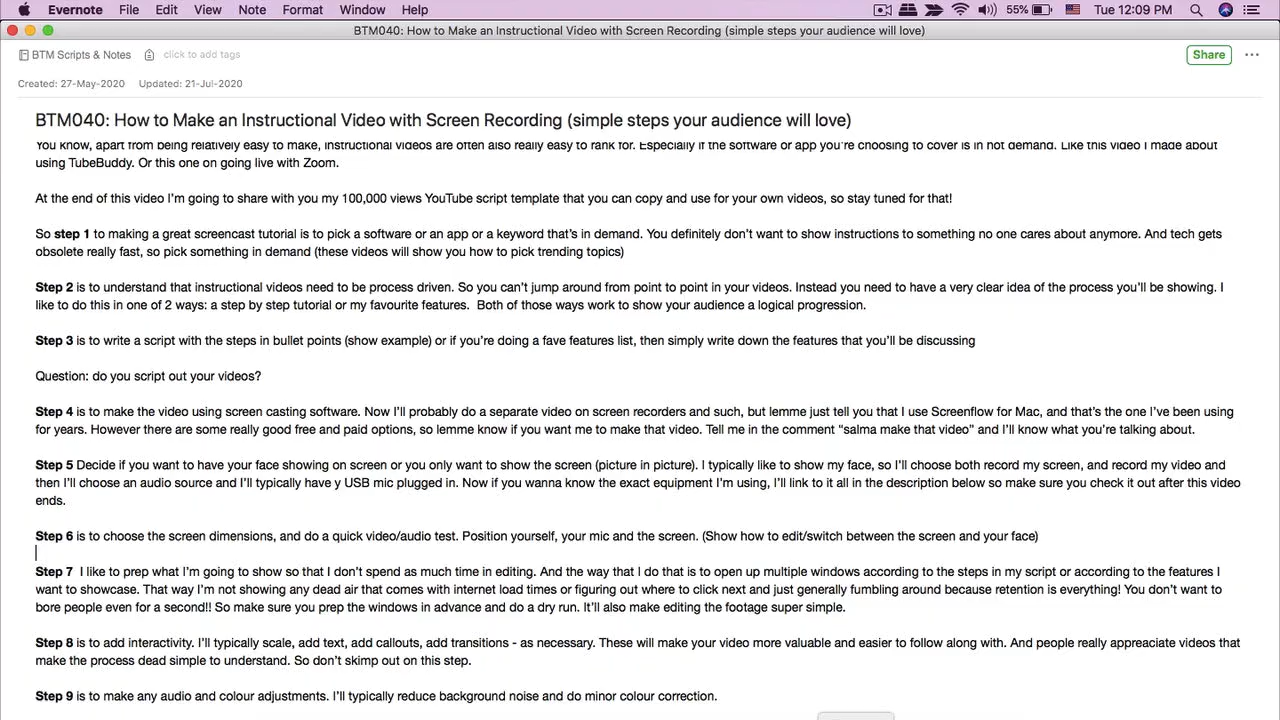 Evernote File Edit View Note Format Window Help 55% Tue 12:09 PM
BTM040: How to Make an Instructional Video with Screen Recording (simple steps your audience will love)
BTM Scripts & Notes click to add tags Share
Created: 27-May-2020 Updated: 21-Jul-2020
BTM040: How to Make an Instructional Video with Screen Recording (simple steps your audience will love)
You know, apart from being relatively easy to make, instructional videos are often also really easy to rank for. Especially if the software or app you're choosing to cover is in hot demand. Like this video I made about
using TubeBuddy. Or this one on going live with Zoom.
At the end of this video I'm going to share with you my 100,000 views YouTube script template that you can copy and use for your own videos, so stay tuned for that!
So step 1 to making a great screencast tutorial is to pick a software or an app or a keyword that's in demand. You definitely don't want to show instructions to something no one cares about anymore. And tech gets
obsolete really fast, so pick something in demand (these videos will show you how to pick trending topics)
Step 2 is to understand that instructional videos need to be process driven. So you can't jump around from point to point in your videos. Instead you need to have a very clear idea of the process you'll be showing. I
like to do this in one of 2 ways: a step by step tutorial or my favourite features. Both of those ways work to show your audience a logical progression.
Step 3 is to write a script with the steps in bullet points (show example) or if you're doing a fave features list, then simply write down the features that you'll be discussing
Question: do you script out your videos?
Step 4 is to make the video using screen casting software. Now I'll probably do a separate video on screen recorders and such, but lemme just tell you that I use Screenflow for Mac, and that's the one I've been using
for years. However there are some really good free and paid options, so lemme know if you want me to make that video. Tell me in the comment “salma make that video” and I'll know what you're talking about.
Step 5 Decide if you want to have your face showing on screen or you only want to show the screen (picture in picture). I typically like to show my face, so I'll choose both record my screen, and record my video and
then I'll choose an audio source and I'll typically have y USB mic plugged in. Now if you wanna know the exact equipment I'm using, I'll link to it all in the description below so make sure you check it out after this video
ends.
Step 6 is to choose the screen dimensions, and do a quick video/audio test. Position yourself, your mic and the screen. (Show how to edit/switch between the screen and your face)
Step 7 I like to prep what I'm going to show so that I don't spend as much time in editing. And the way that I do that is to open up multiple windows according to the steps in my script or according to the features I
want to showcase. That way I'm not showing any dead air that comes with internet load times or figuring out where to click next and just generally fumbling around because retention is everything! You don't want to
bore people even for a second!! So make sure you prep the windows in advance and do a dry run. It'll also make editing the footage super simple.
Step 8 is to add interactivity. I'll typically scale, add text, add callouts, add transitions - as necessary. These will make your video more valuable and easier to follow along with. And people really appreaciate videos that
make the process dead simple to understand. So don't skimp out on this step.
Step 9 is to make any audio and colour adjustments. I'll typically reduce background noise and do minor colour correction.